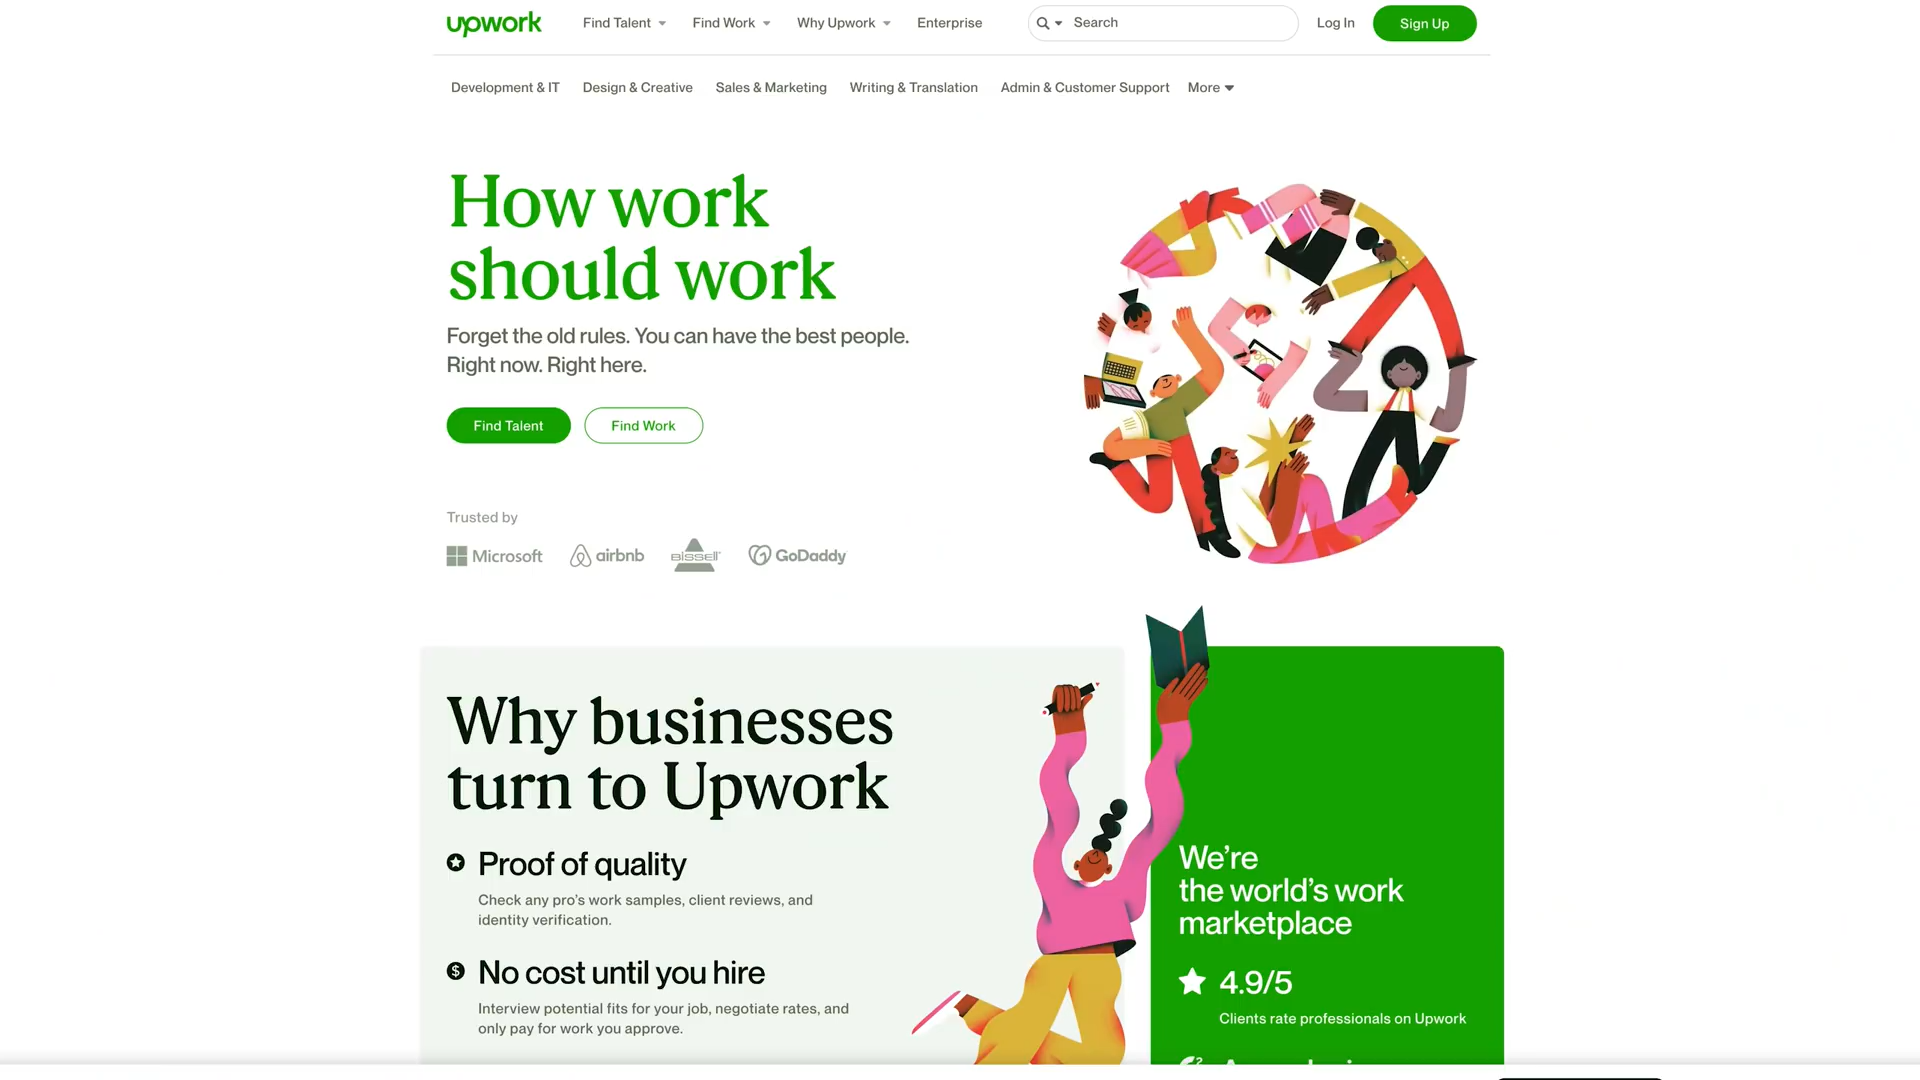 upwork
Find Talent
Find Work
Why Upwork
Enterprise
Search
Log In
Sign Up
Development & IT
Design & Creative
Sales & Marketing
Writing & Translation
Admin & Customer Support
More
How work
should work
Forget the old rules. You can have the best people.
Right now. Right here.
Find Talent
Find Work
Trusted by
Microsoft
airbnb
BISSELL
GoDaddy
Why businesses
turn to Upwork
Proof of quality
Check any pro’s work samples, client reviews, and
identity verification.
No cost until you hire
Interview potential fits for your job, negotiate rates, and
only pay for work you approve.
We’re
the world’s work
marketplace
4.9/5
Clients rate professionals on Upwork